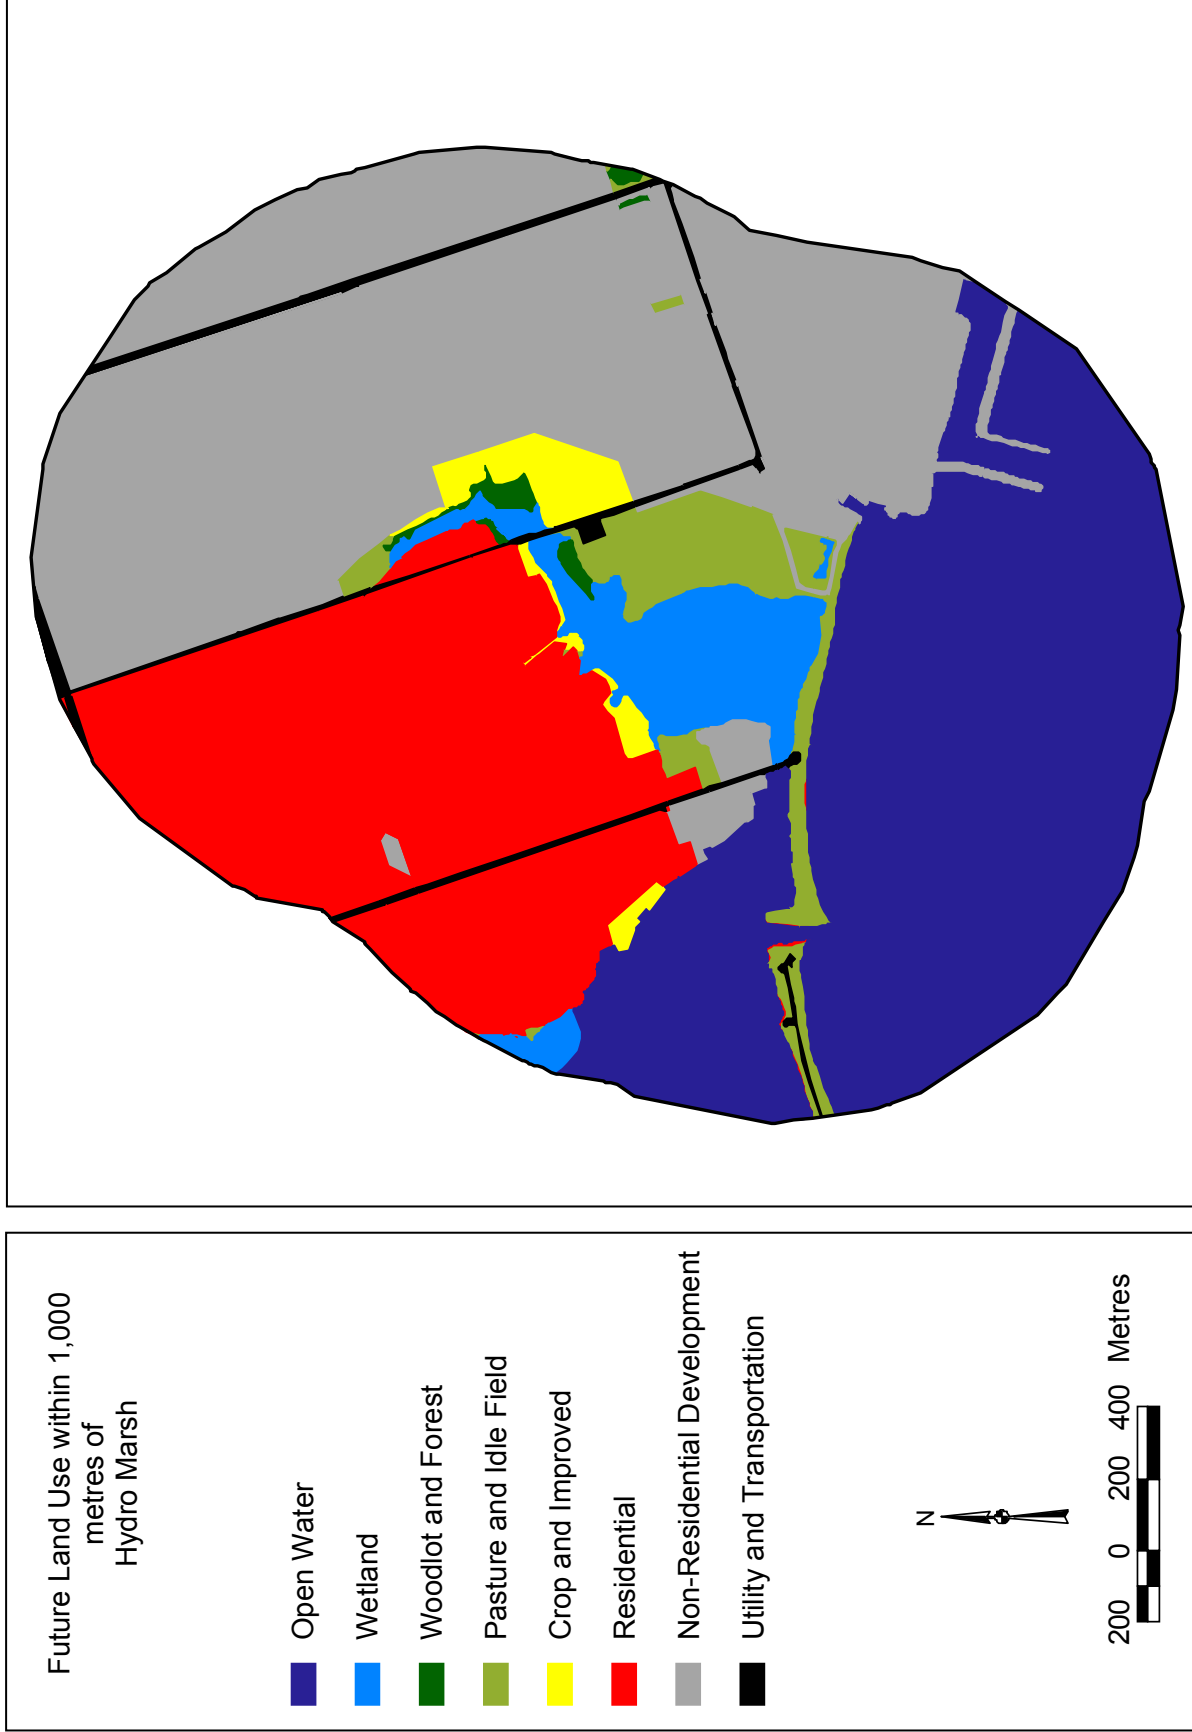 Future Land Use within 1,000
metres of
Hydro Marsh
Open Water
Wetland
Woodlot and Forest
Pasture and Idle Field
Crop and Improved
Residential
Non-Residential Development
Utility and Transportation
N
200 0 200 400 Metres